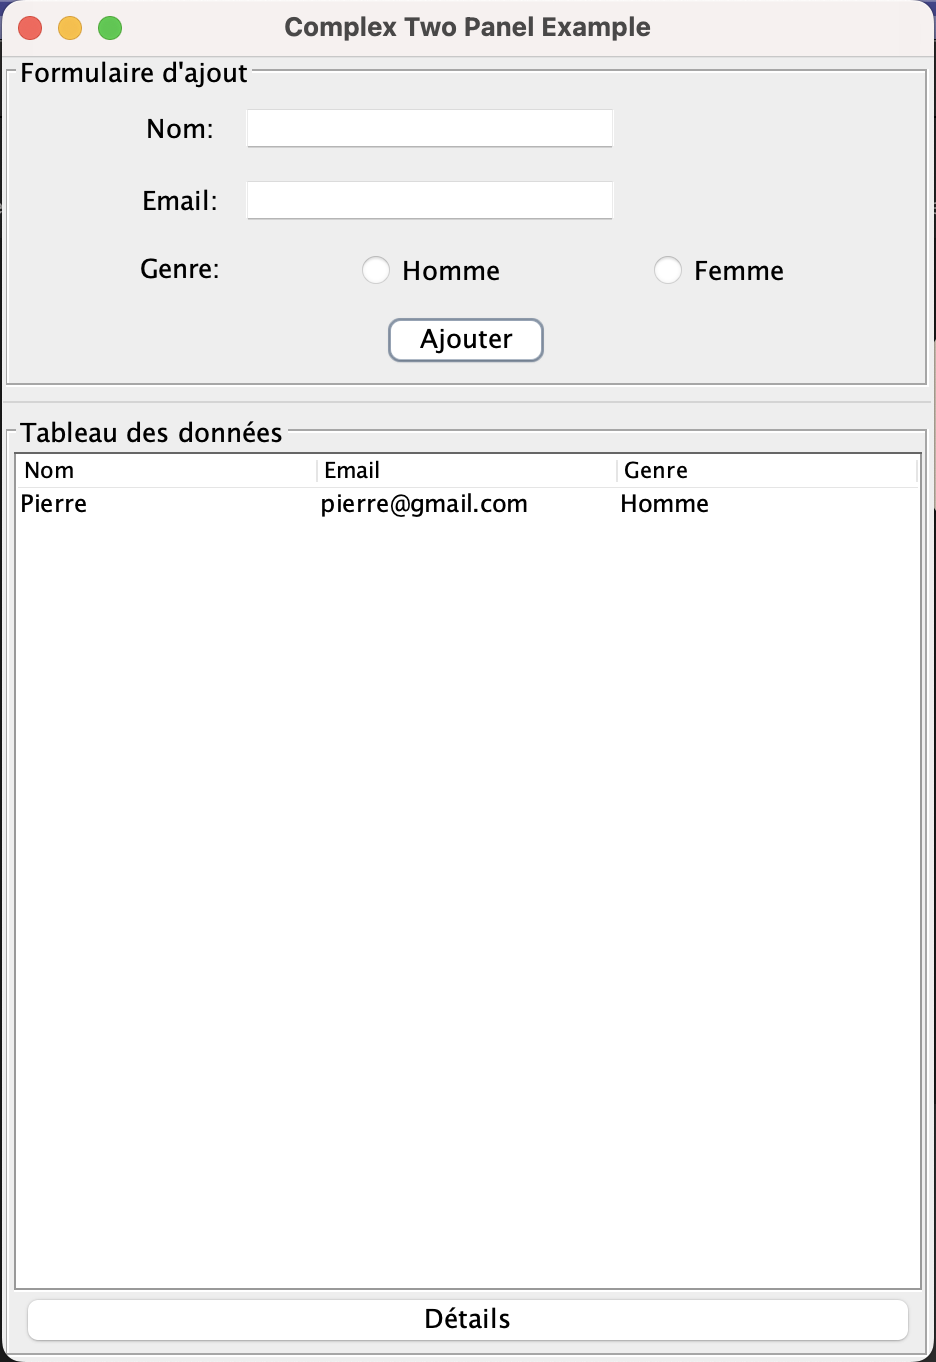 Complex Two Panel Example
Formulaire d'ajout
Nom:
Email:
Genre: Homme Femme
Ajouter
Tableau des données
Nom Email Genre
Pierre pierre@gmail.com Homme
Détails